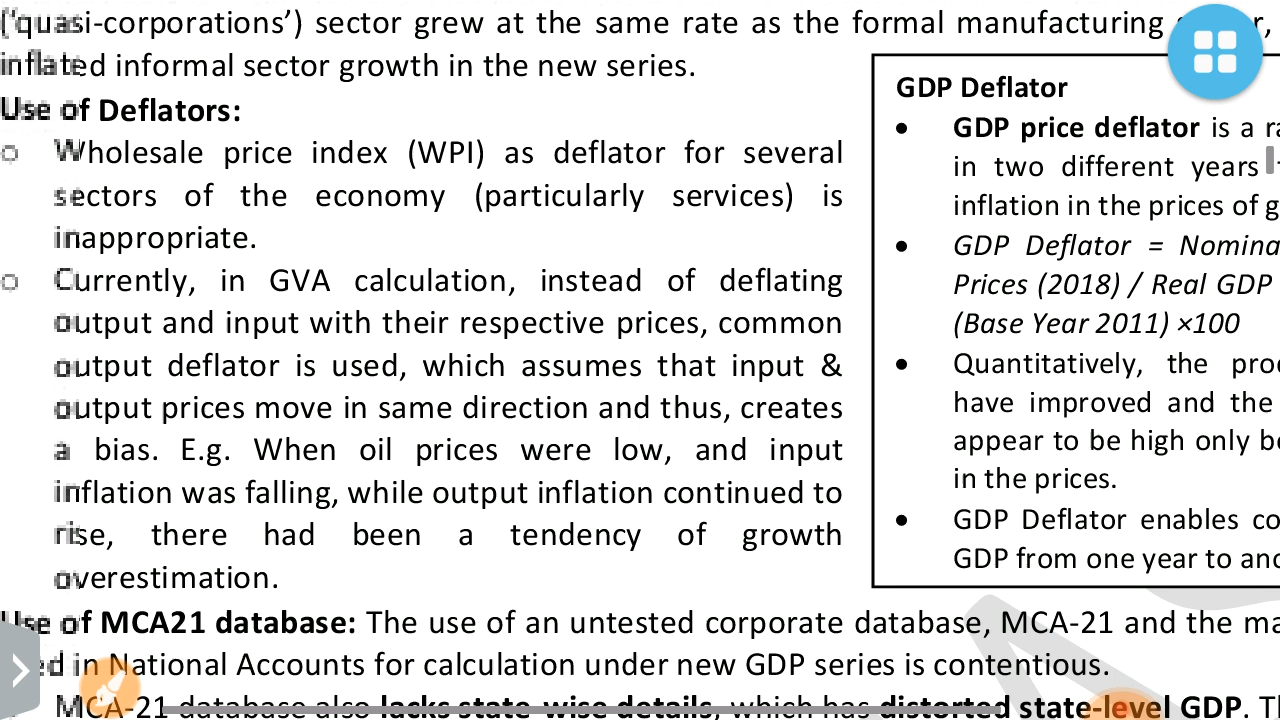 ('quasi-corporations') sector grew at the same rate as the formal manufacturing
inflated informal sector growth in the new series.
Use of Deflators:
○ Wholesale price index (WPI) as deflator for several
sectors of the economy (particularly services) is
inappropriate.
○ Currently, in GVA calculation, instead of deflating
output and input with their respective prices, common
output deflator is used, which assumes that input &
output prices move in same direction and thus, creates
a bias. E.g. When oil prices were low, and input
inflation was falling, while output inflation continued to
rise, there had been a tendency of growth
overestimation.
GDP Deflator
• GDP price deflator is a
in two different years
inflation in the prices of
• GDP Deflator =
Prices (2018) / Real GDP
(Base Year 2011) ×100
• Quantitatively, the
have improved and the
appear to be high only
in the prices.
• GDP Deflator enables
GDP from one year to
Use of MCA21 database: The use of an untested corporate database, MCA-21 and the
in National Accounts for calculation under new GDP series is contentious.
MCA-21 database also lacks state-wise details, which has distorted state-level GDP.